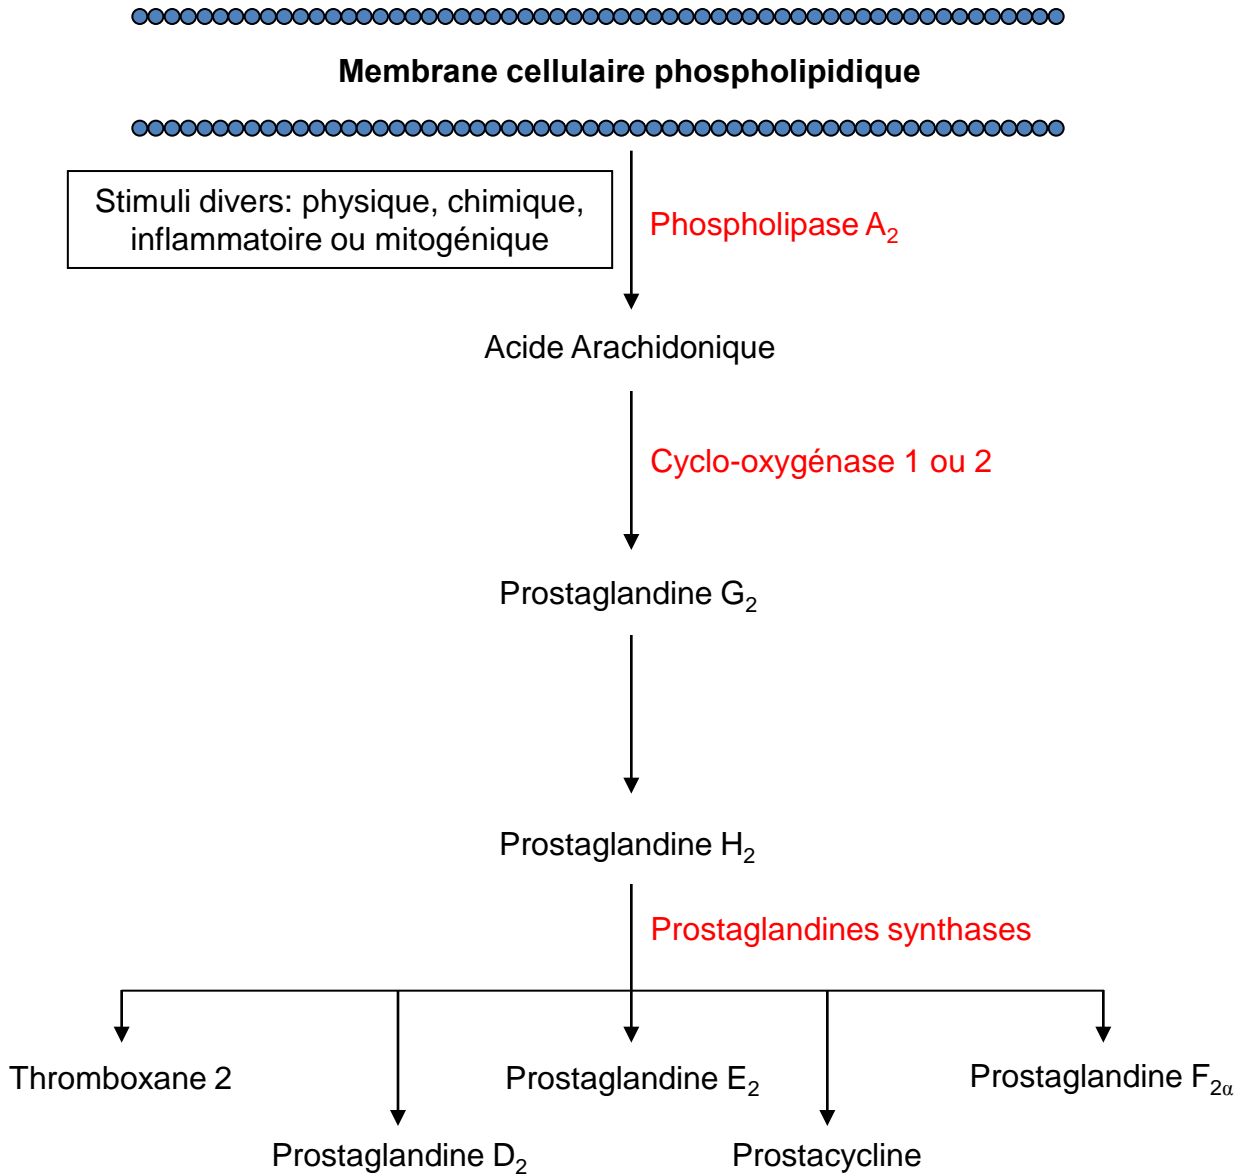 Membrane cellulaire phospholipidique
Stimuli divers: physique, chimique,
inflammatoire ou mitogénique
Phospholipase A₂
Acide Arachidonique
Cyclo-oxygénase 1 ou 2
Prostaglandine G₂
Prostaglandine H₂
Prostaglandines synthases
Thromboxane 2
Prostaglandine E₂
Prostaglandine F₂α
Prostaglandine D₂
Prostacycline